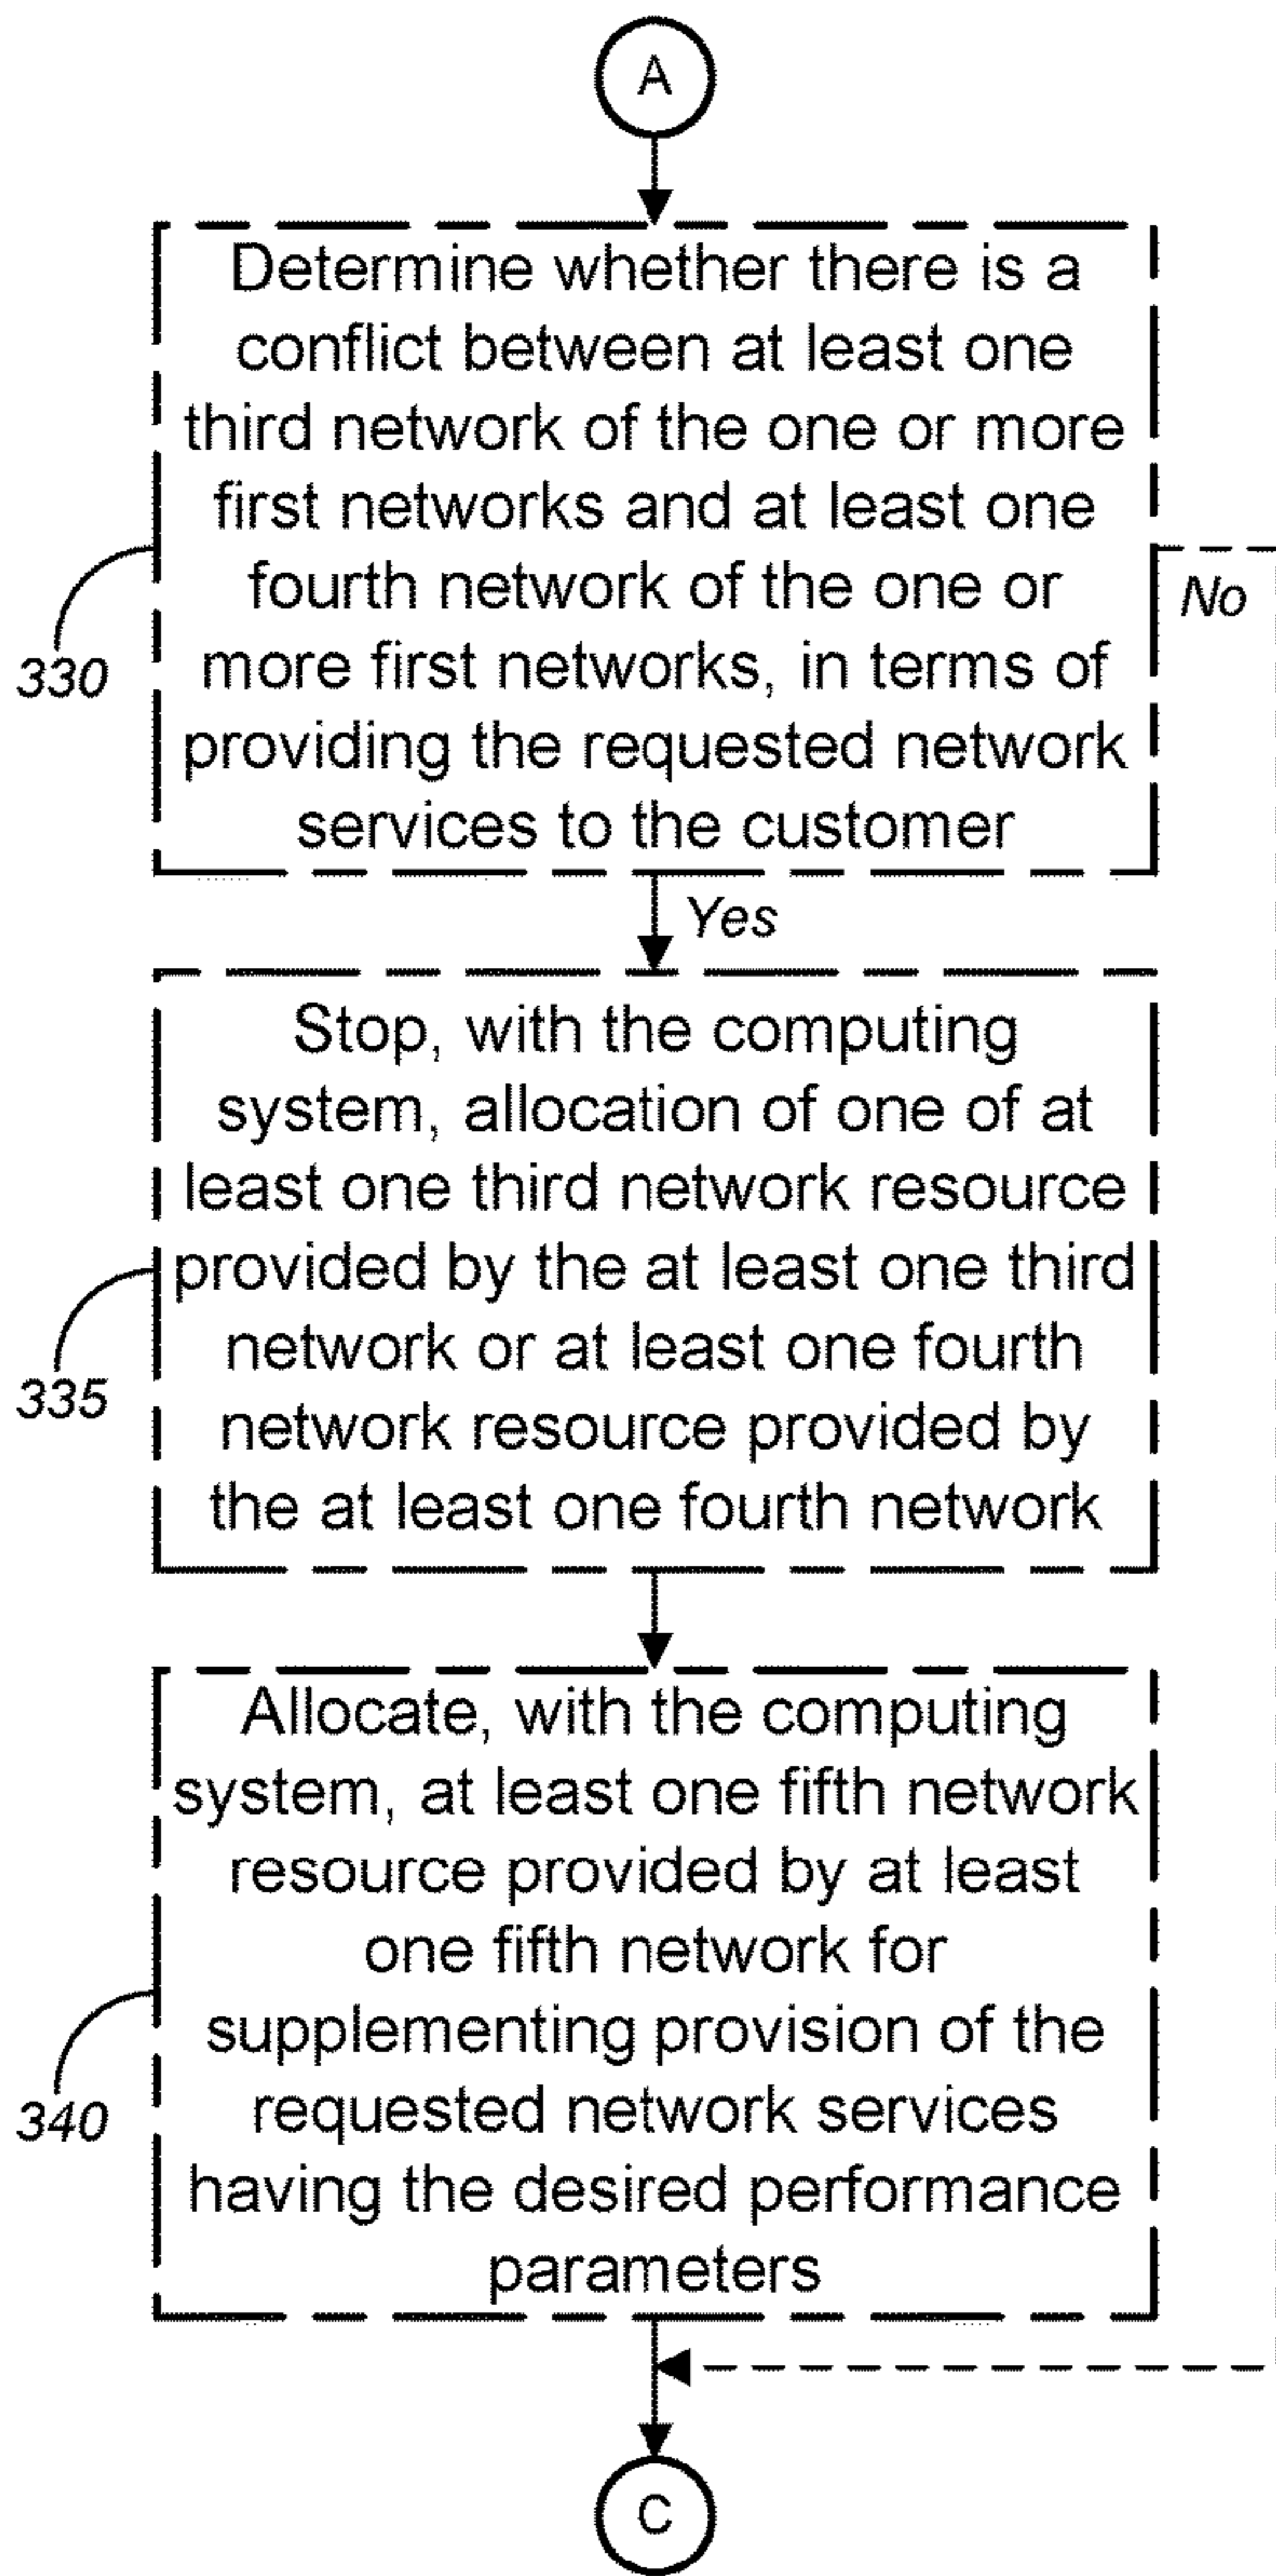 A
Determine whether there is a
conflict between at least one
third network of the one or more
first networks and at least one
fourth network of the one or
more first networks, in terms of
providing the requested network
services to the customer
No
330
Yes
Stop, with the computing
system, allocation of one of at
least one third network resource
provided by the at least one third
network or at least one fourth
network resource provided by
the at least one fourth network
335
Allocate, with the computing
system, at least one fifth network
resource provided by at least
one fifth network for
supplementing provision of the
requested network services
having the desired performance
parameters
340
C